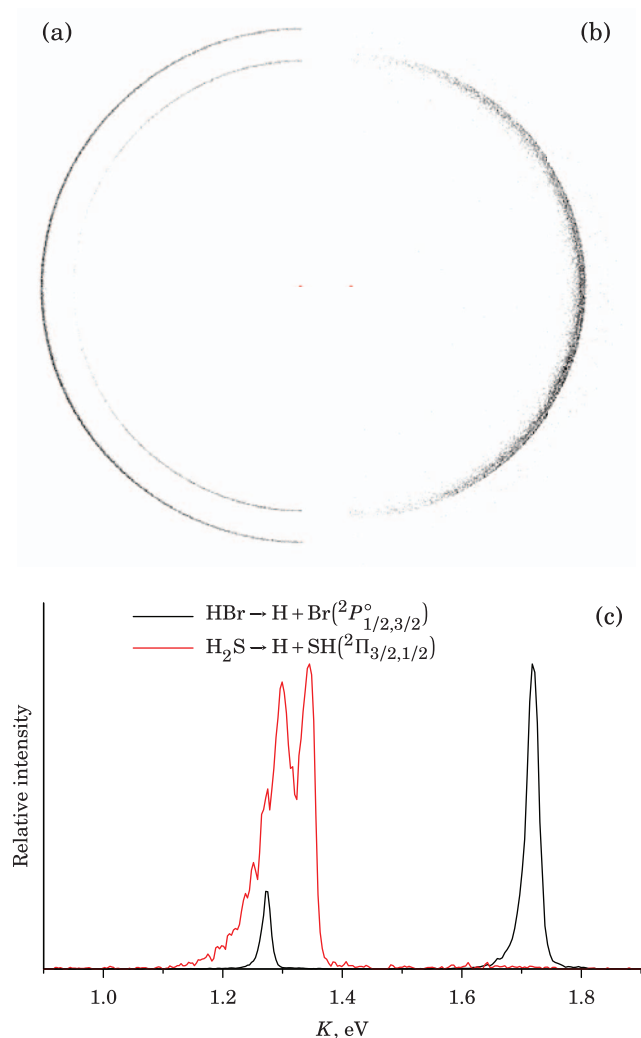 (a)
(b)
HBr → H + Br(²P°₁/₂,₃/₂)
(c)
H₂S → H + SH(²Π₃/₂,₁/₂)
Relative intensity
1.0 1.2 1.4 1.6 1.8
K, eV